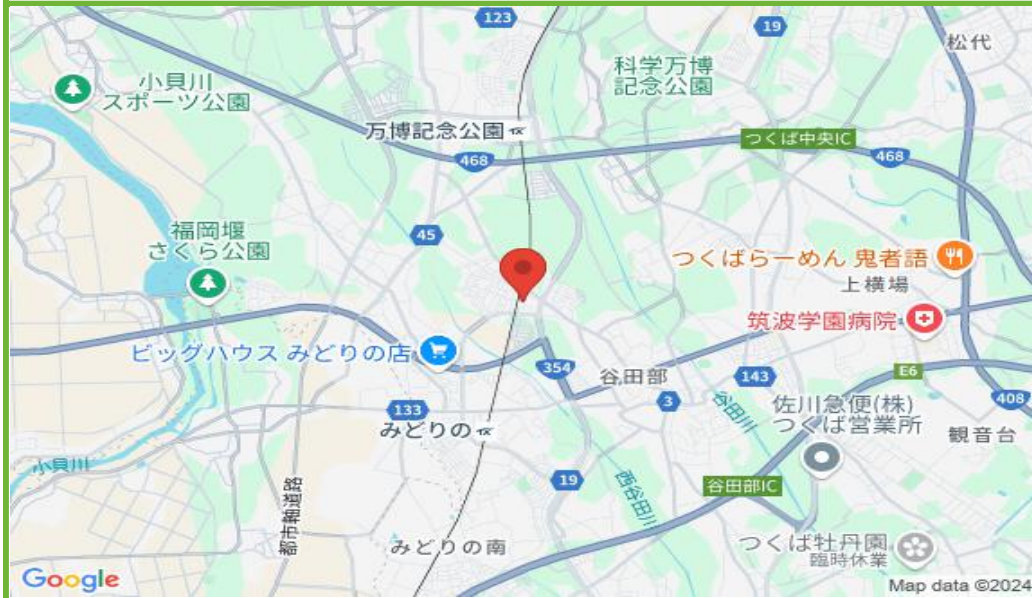 123
19
松代
小貝川
スポーツ公園
科学万博
記念公園
万博記念公園
つくば中央IC
468
468
福岡堰
さくら公園
45
つくばらーめん 鬼者語
上横場
筑波学園病院
ビッグハウス みどりの店
354
谷田部
143
E6
408
133
3
谷田川
佐川急便(株)
つくば営業所
みどりの
観音台
小貝川
19
西谷田川
谷田部IC
都市軸道路
みどりの南
つくば牡丹園
臨時休業
Google
Map data ©2024